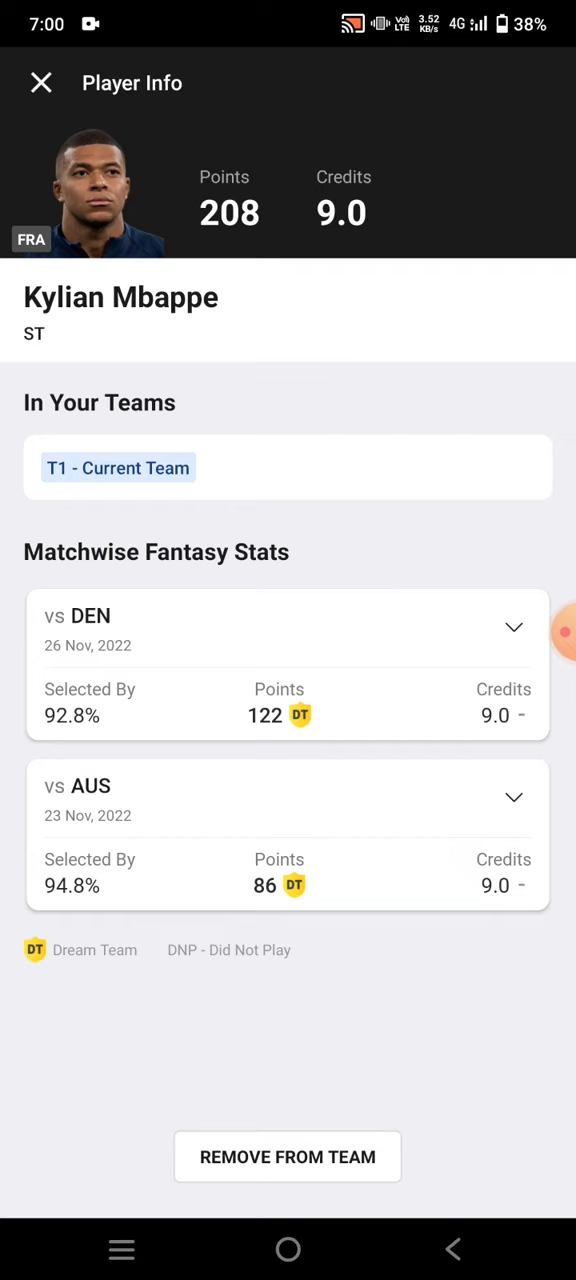 7:00 Vo) LTE 3.52 KB/s 4G 38%
Player Info
Points Credits
208 9.0
FRA
Kylian Mbappe
ST
In Your Teams
T1 - Current Team
Matchwise Fantasy Stats
vs DEN
26 Nov, 2022
Selected By Points Credits
92.8% 122 DT 9.0 -
vs AUS
23 Nov, 2022
Selected By Points Credits
94.8% 86 DT 9.0 -
DT Dream Team DNP - Did Not Play
REMOVE FROM TEAM